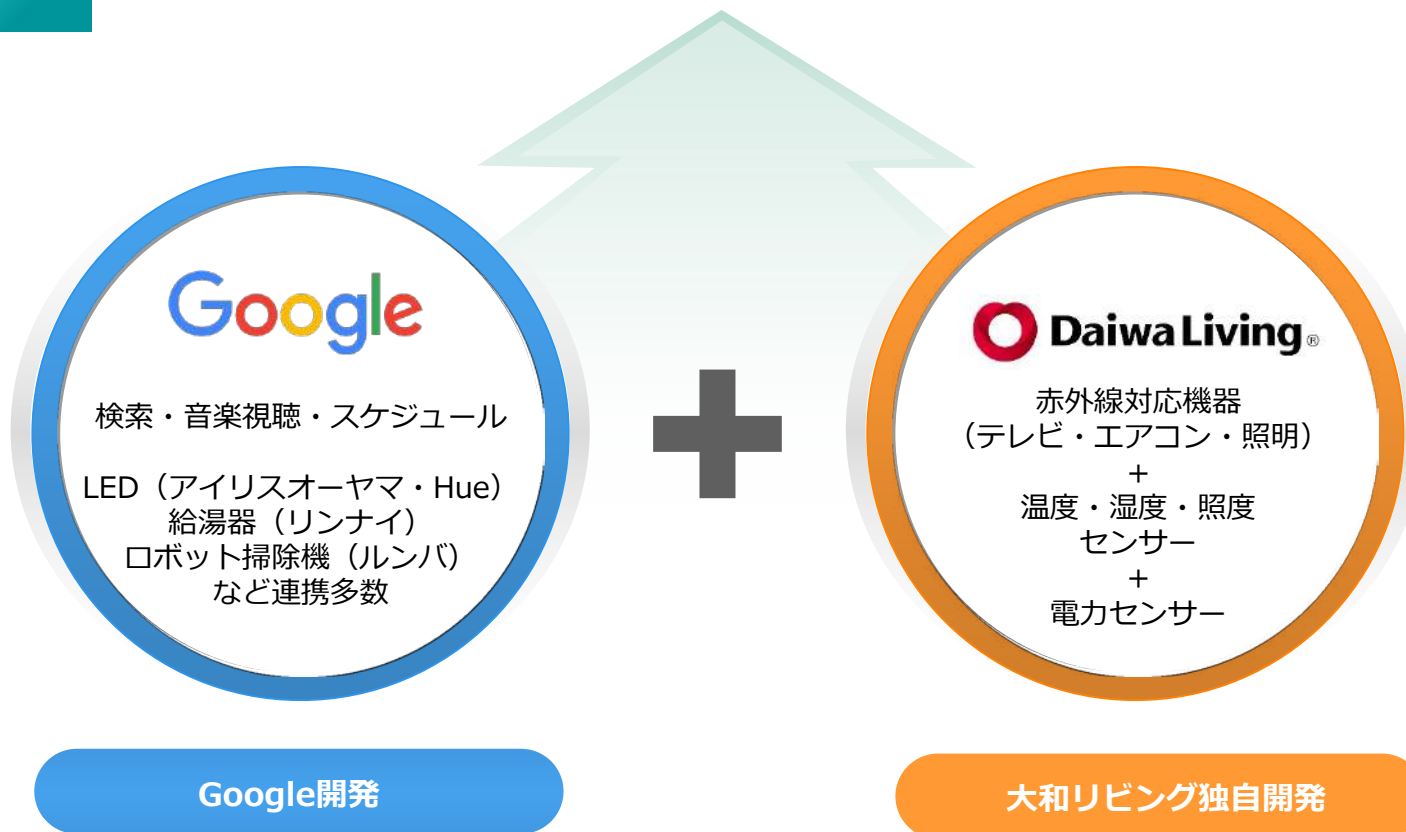 Google
検索・音楽視聴・スケジュール
LED（アイリスオーヤマ・Hue）
給湯器（リンナイ）
ロボット掃除機（ルンバ）
など連携多数
Google開発
Daiwa Living®
赤外線対応機器
（テレビ・エアコン・照明）
+
温度・湿度・照度
センサー
+
電力センサー
大和リビング独自開発